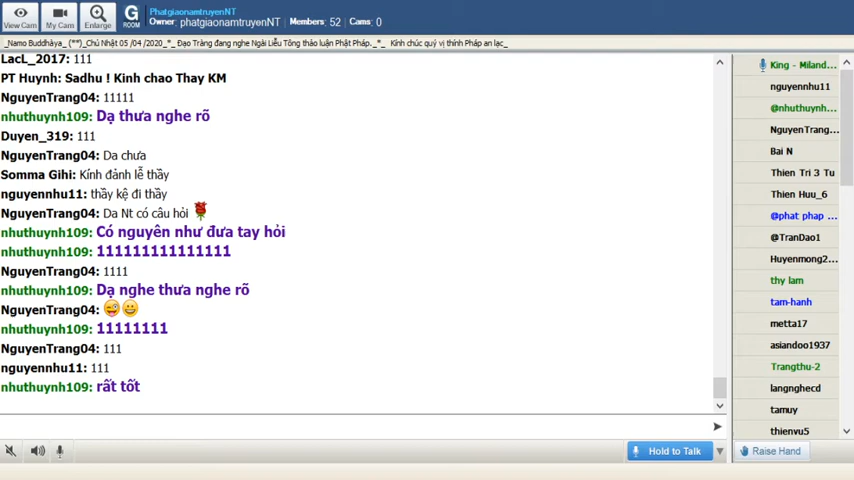 PhatgiaonamtruyenNT
Owner: phatgiaonamtruyenNT | Members: 52 | Cams: 0
View Cam
My Cam
Enlarge
G ROOM
_Namo Buddhàya_ (**)_Chủ Nhật 05 /04 /2020_*_ Đạo Tràng đang nghe Ngài Liễu Tông thảo luận Phật Pháp._*_ Kính chúc quý vị thính Pháp an lạc_
LacL_2017: 111
PT Huynh: Sadhu ! Kinh chao Thay KM
NguyenTrang04: 11111
nhuthuynh109: Dạ thưa nghe rõ
Duyen_319: 111
NguyenTrang04: Da chưa
Somma Gihi: Kính đảnh lễ thầy
nguyennhu11: thầy kệ đi thầy
NguyenTrang04: Da Nt có câu hỏi
nhuthuynh109: Có nguyên như đưa tay hỏi
nhuthuynh109: 111111111111111
NguyenTrang04: 1111
nhuthuynh109: Dạ nghe thưa nghe rõ
NguyenTrang04:
nhuthuynh109: 11111111
NguyenTrang04: 111
nguyennhu11: 111
nhuthuynh109: rất tốt
King - Miland...
nguyennhu11
@nhuthuynh...
NguyenTrang...
Bai N
Thien Tri 3 Tu
Thien Huu_6
@phat phap ...
@TranDao1
Huyenmong2...
thy lam
tam-hanh
metta17
asiandoo1937
Trangthu-2
langnghecd
tamuy
thienvu5
Hold to Talk
Raise Hand